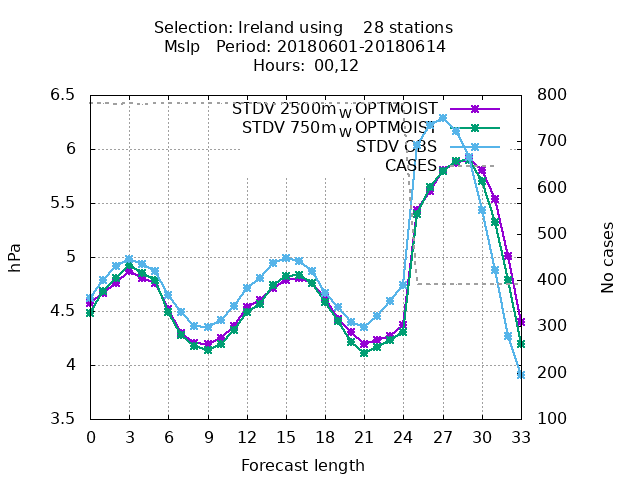 Selection: Ireland using    28 stations
Mslp   Period: 20180601-20180614
Hours:  00,12
6.5
6
5.5
5
4.5
4
3.5
hPa
STDV 2500m_W OPTMOIST
STDV 750m_W OPTMOIST
STDV OBS
CASES
800
700
600
500
400
300
200
100
No cases
0 3 6 9 12 15 18 21 24 27 30 33
Forecast length